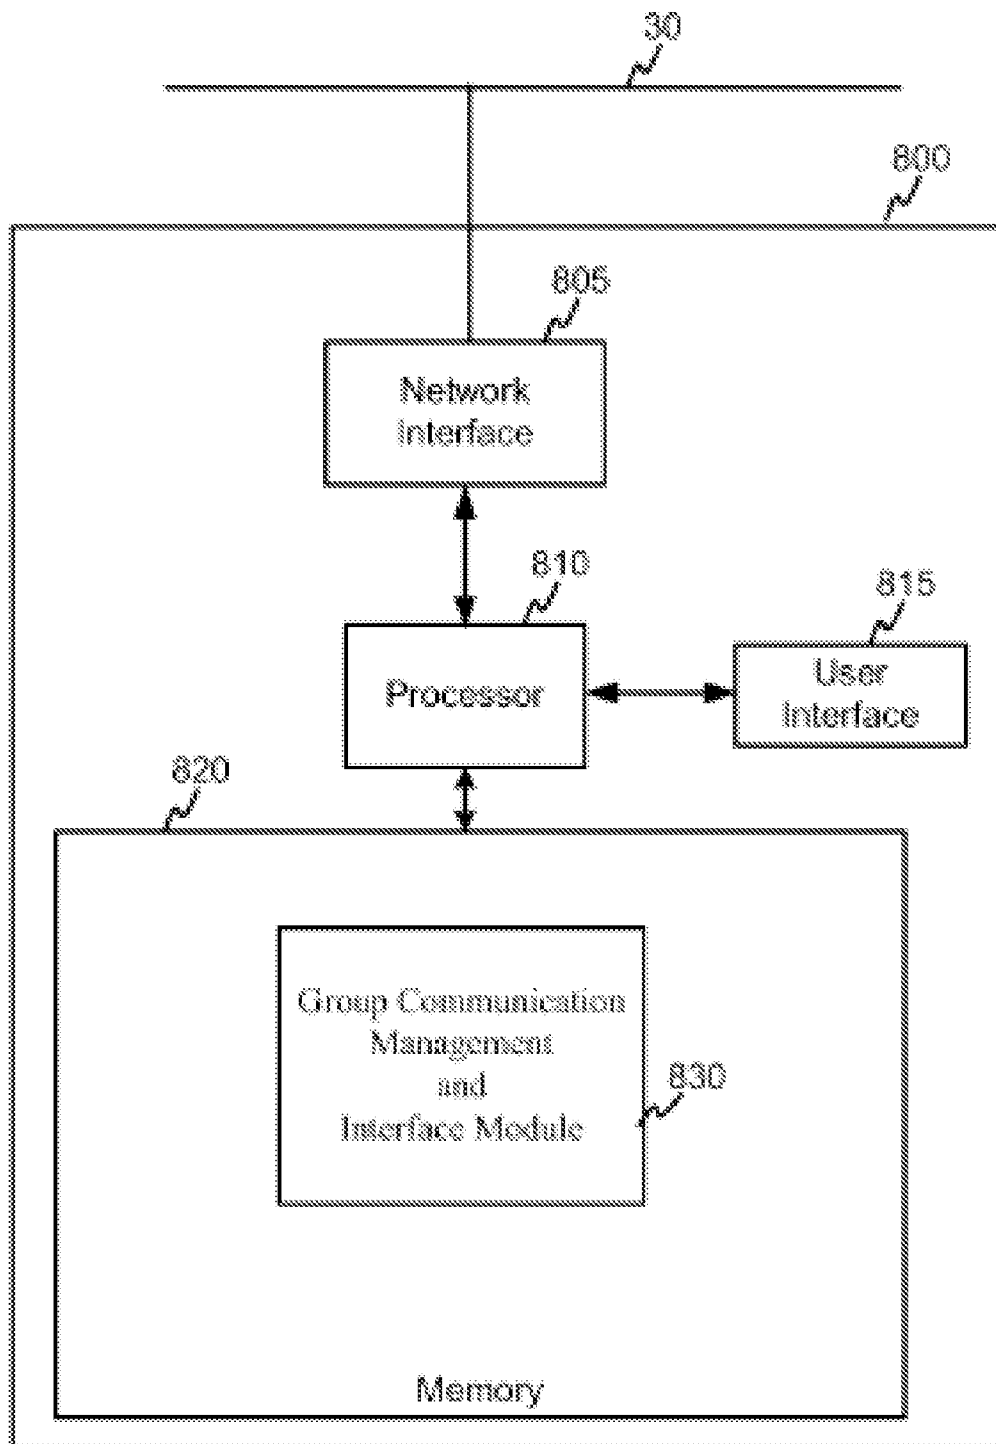 30
800
805
Network
Interface
810
815
Processor
User
Interface
820
Group Communication
Management
and
Interface Module
830
Memory